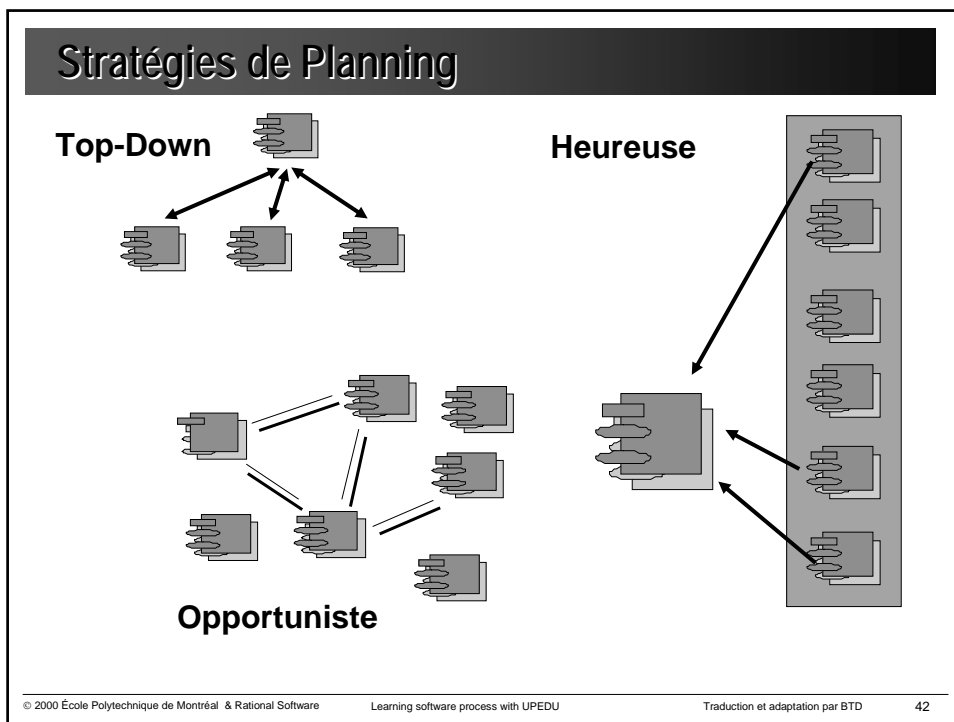 Stratégies de Planning
Top-Down
Heureuse
Opportuniste
© 2000 École Polytechnique de Montréal & Rational Software
Learning software process with UPEDU
Traduction et adaptation par BTD
42